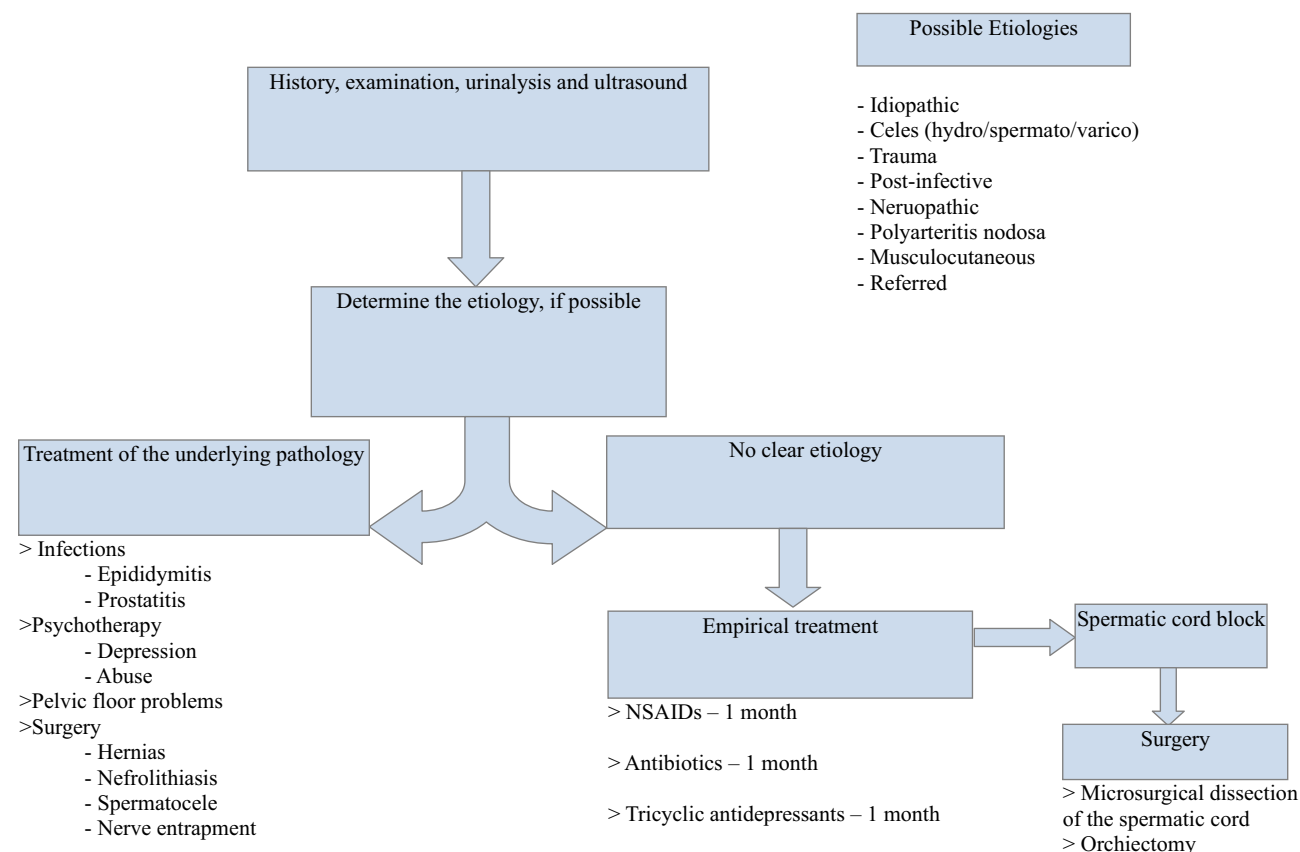 Possible Etiologies
- Idiopathic
- Celes (hydro/spermato/varico)
- Trauma
- Post-infective
- Neruopathic
- Polyarteritis nodosa
- Musculocutaneous
- Referred
History, examination, urinalysis and ultrasound
Determine the etiology, if possible
Treatment of the underlying pathology
> Infections
- Epididymitis
- Prostatitis
>Psychotherapy
- Depression
- Abuse
>Pelvic floor problems
>Surgery
- Hernias
- Nefrolithiasis
- Spermatocele
- Nerve entrapment
No clear etiology
Empirical treatment
> NSAIDs – 1 month
> Antibiotics – 1 month
> Tricyclic antidepressants – 1 month
Spermatic cord block
Surgery
> Microsurgical dissection
of the spermatic cord
> Orchiectomy